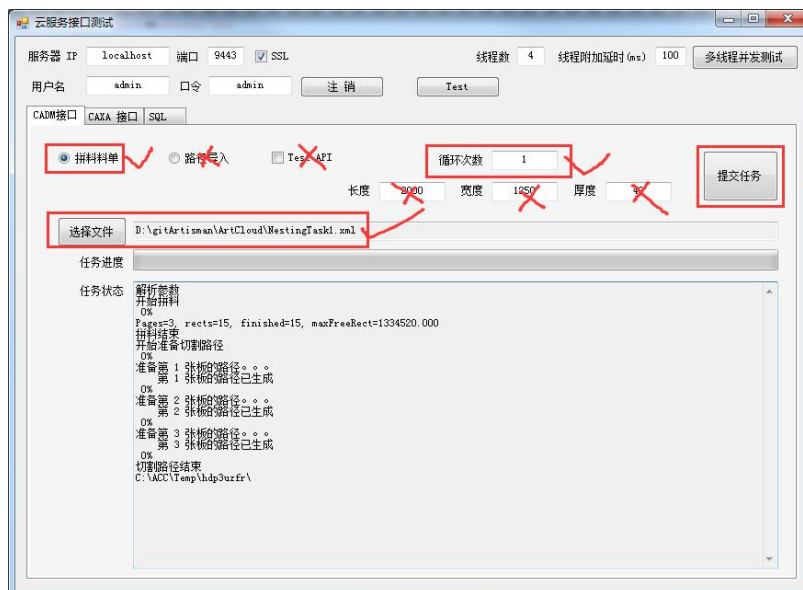 云服务接口测试
服务器 IP localhost 端口 9443 SSL 线程数 4 线程附加延时(ms) 100 多线程并发测试
用户名 admin 口令 admin 注 销 Test
CADM接口 CAXA 接口 SQL
拼料料单 路径导入 Test API 循环次数 1 提交任务
长度 2000 宽度 1250 厚度
选择文件 D:\gitArtisman\ArtCloud\NestingTask1.xml
任务进度
任务状态 解析参数
开始拼料
0%
Pages=3, rects=15, finished=15, maxFreeRect=1334520.000
拼料结束
开始准备切割路径
0%
准备第 1 张板的路径。。。
第 1 张板的路径已生成
0%
准备第 2 张板的路径。。。
第 2 张板的路径已生成
0%
准备第 3 张板的路径。。。
第 3 张板的路径已生成
0%
切割路径结束
C:\ACC\Temp\hdp3uzfr\